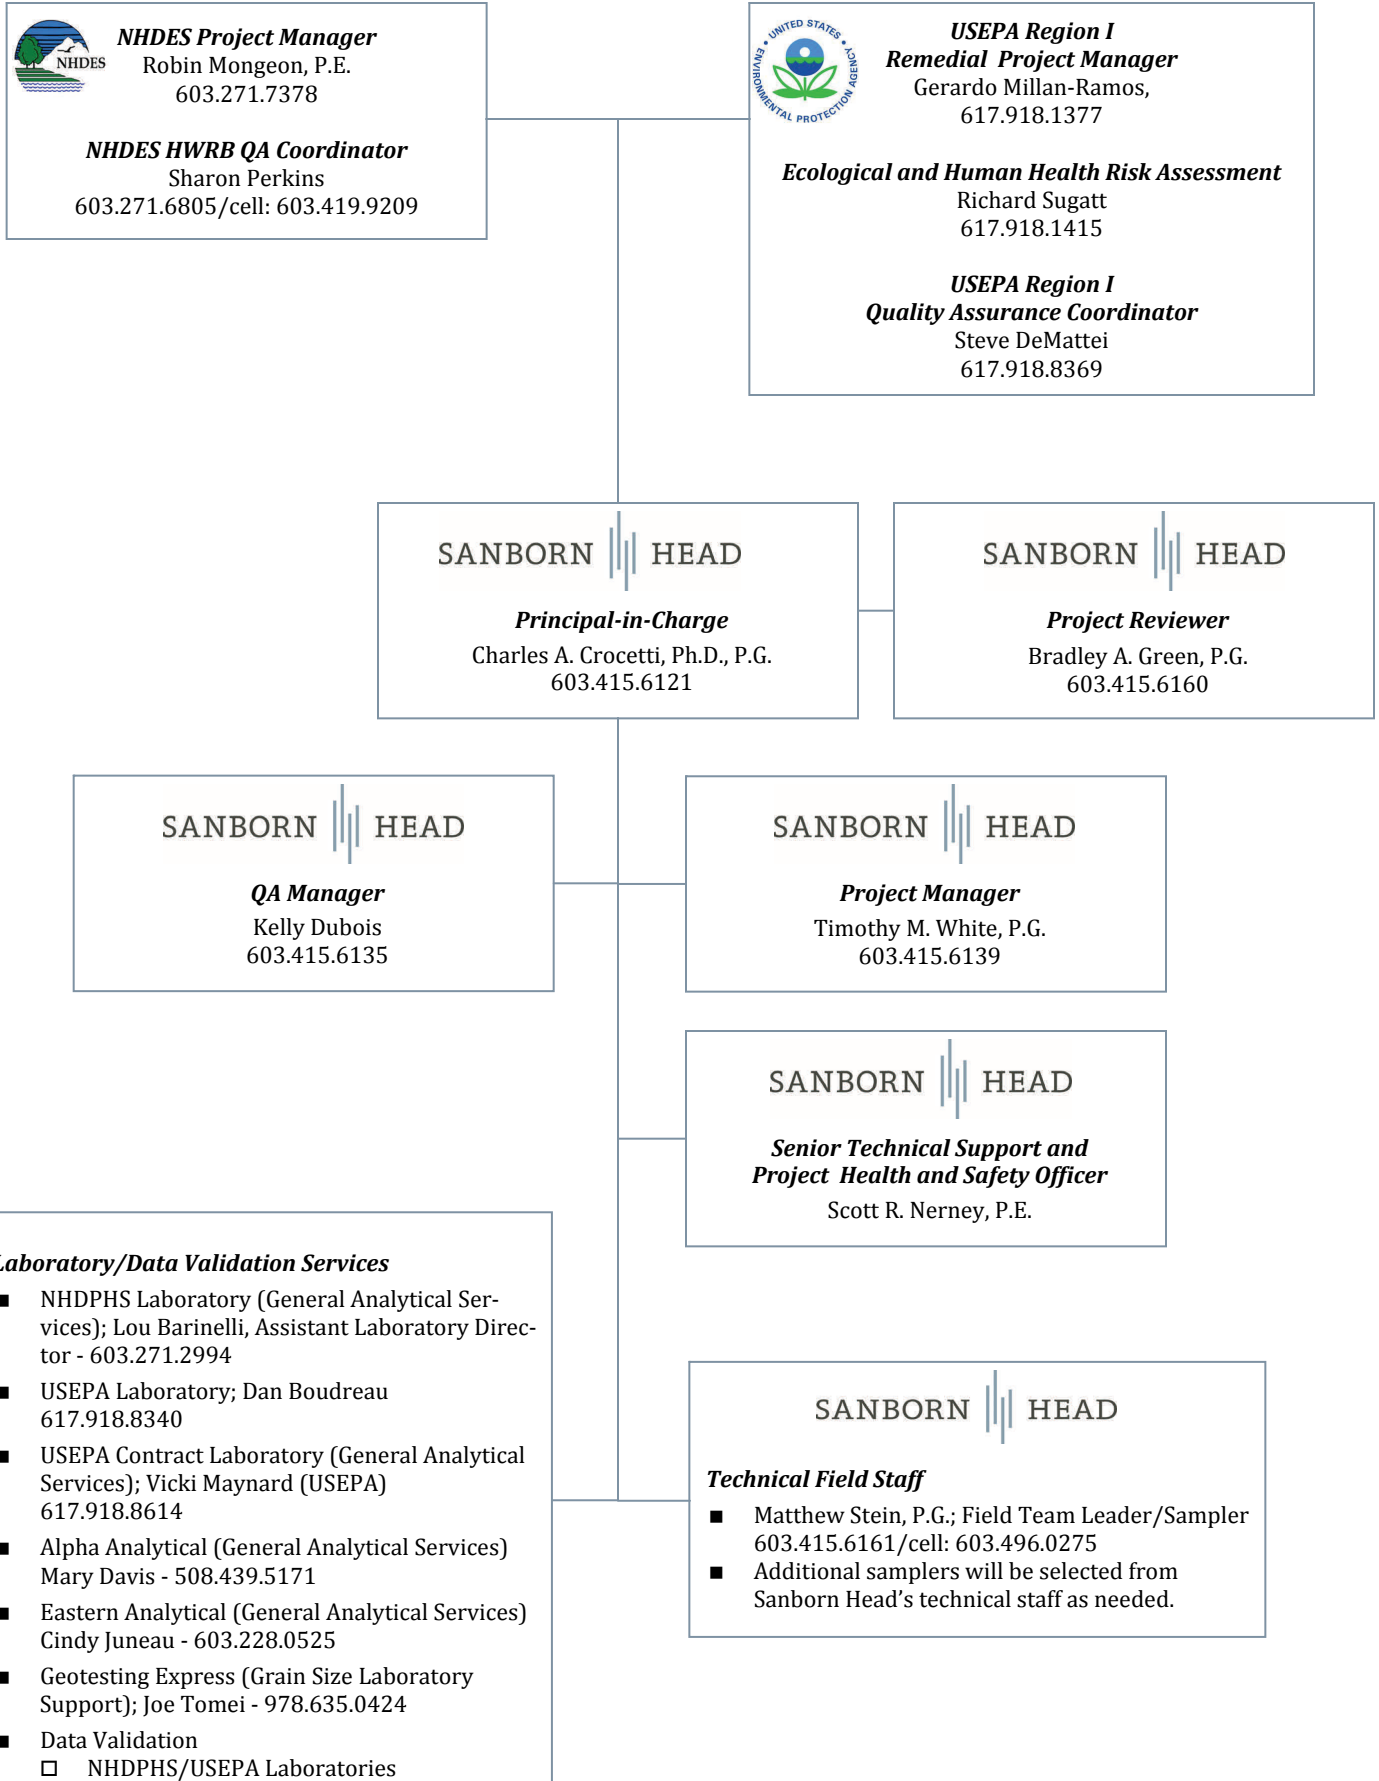 NHDES
NHDES Project Manager
Robin Mongeon, P.E.
603.271.7378
NHDES HWRB QA Coordinator
Sharon Perkins
603.271.6805/cell: 603.419.9209
UNITED STATES
ENVIRONMENTAL PROTECTION AGENCY
USEPA Region I
Remedial Project Manager
Gerardo Millan-Ramos,
617.918.1377
Ecological and Human Health Risk Assessment
Richard Sugatt
617.918.1415
USEPA Region I
Quality Assurance Coordinator
Steve DeMattei
617.918.8369
SANBORN HEAD
Principal-in-Charge
Charles A. Crocetti, Ph.D., P.G.
603.415.6121
SANBORN HEAD
Project Reviewer
Bradley A. Green, P.G.
603.415.6160
SANBORN HEAD
QA Manager
Kelly Dubois
603.415.6135
SANBORN HEAD
Project Manager
Timothy M. White, P.G.
603.415.6139
SANBORN HEAD
Senior Technical Support and
Project Health and Safety Officer
Scott R. Nerney, P.E.
Laboratory/Data Validation Services
■ NHDPHS Laboratory (General Analytical Ser-
vices); Lou Barinelli, Assistant Laboratory Direc-
tor - 603.271.2994
■ USEPA Laboratory; Dan Boudreau
617.918.8340
■ USEPA Contract Laboratory (General Analytical
Services); Vicki Maynard (USEPA)
617.918.8614
■ Alpha Analytical (General Analytical Services)
Mary Davis - 508.439.5171
■ Eastern Analytical (General Analytical Services)
Cindy Juneau - 603.228.0525
■ Geotesting Express (Grain Size Laboratory
Support); Joe Tomei - 978.635.0424
■ Data Validation
□ NHDPHS/USEPA Laboratories
SANBORN HEAD
Technical Field Staff
■ Matthew Stein, P.G.; Field Team Leader/Sampler
603.415.6161/cell: 603.496.0275
■ Additional samplers will be selected from
Sanborn Head's technical staff as needed.